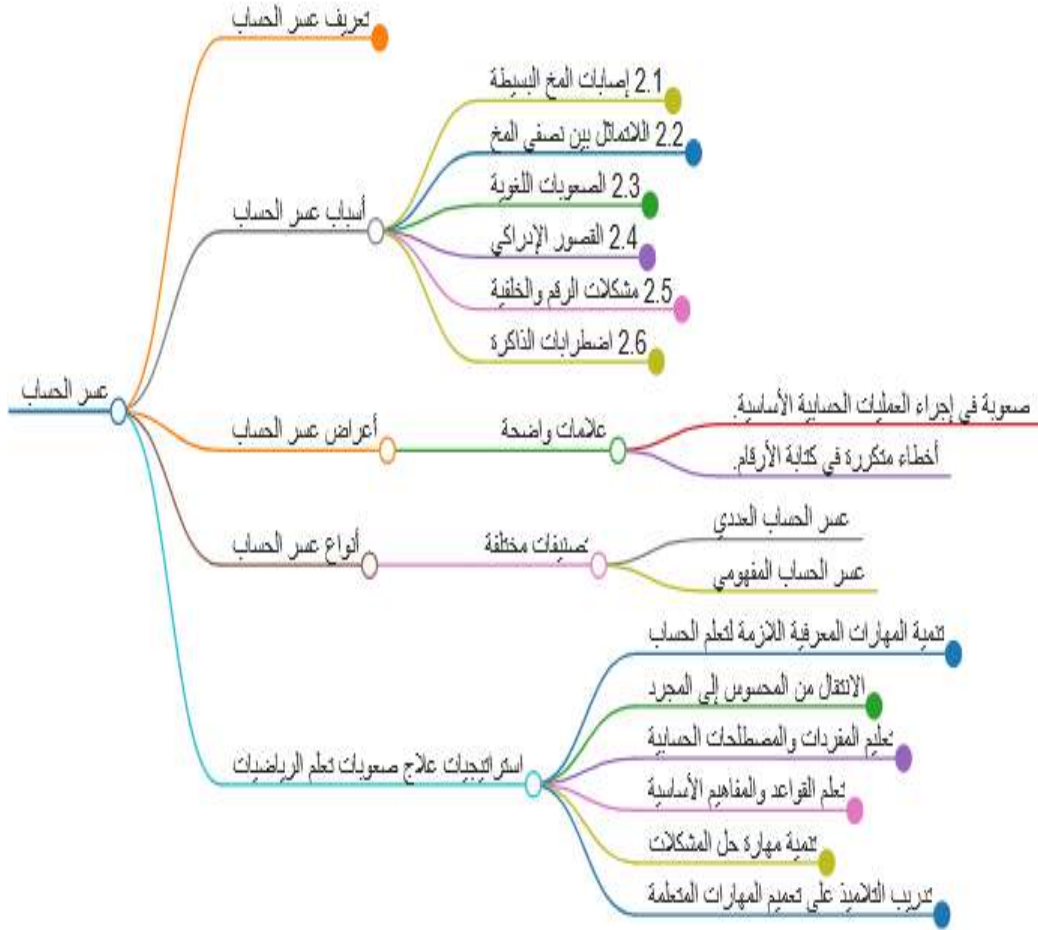 عسر الحساب
تعريف عسر الحساب
أسباب عسر الحساب
2.1 إصابات المخ البسيطة
2.2 اللاتماثل بين نصفي المخ
2.3 الصعوبات اللغوية
2.4 القصور الإدراكي
2.5 مشكلات الرقم والخلفية
2.6 اضطرابات الذاكرة
أعراض عسر الحساب
علامات واضحة
صعوبة في إجراء العمليات الحسابية الأساسية.
أخطاء متكررة في كتابة الأرقام.
أنواع عسر الحساب
تصنيفات مختلفة
عسر الحساب العددي
عسر الحساب المفهومي
استراتيجيات علاج صعوبات تعلم الرياضيات
تنمية المهارات المعرفية اللازمة لتعلم الحساب
الانتقال من المحسوس إلى المجرد
تعليم المفردات والمصطلحات الحسابية
تعلم القواعد والمفاهيم الأساسية
تنمية مهارة حل المشكلات
تدريب التلاميذ على تعميم المهارات المتعلمة